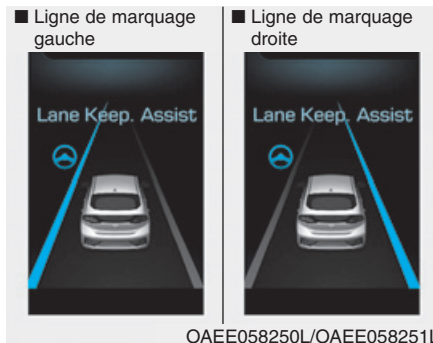 ■ Ligne de marquage
gauche
■ Ligne de marquage
droite
Lane Keep. Assist
Lane Keep. Assist
OAEE058250L/OAEE058251L